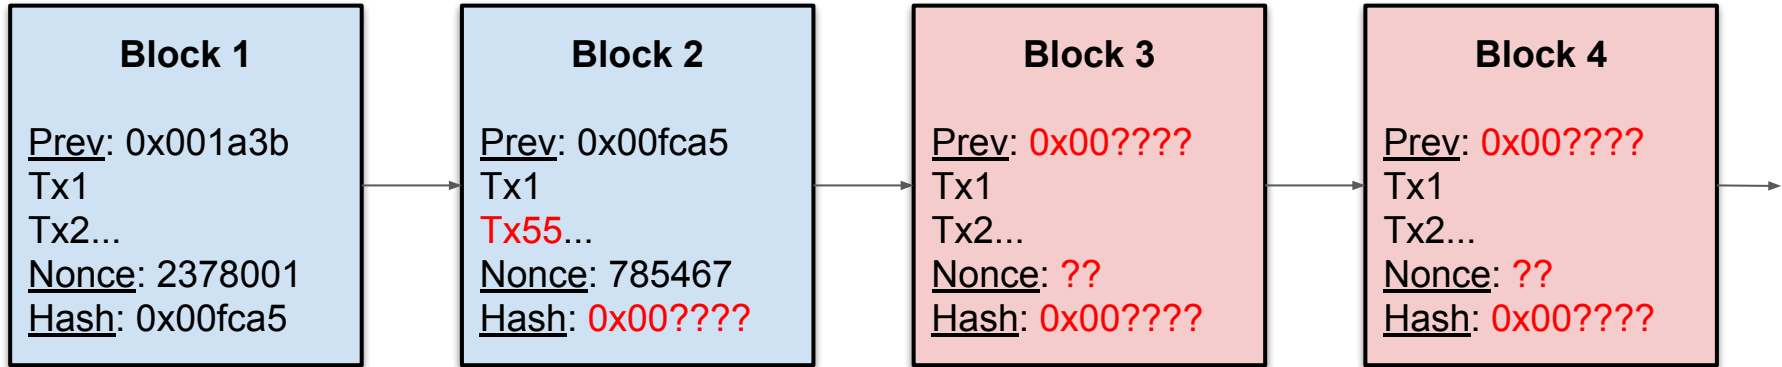 Block 1
Prev: 0x001a3b
Tx1
Tx2...
Nonce: 2378001
Hash: 0x00fca5
Block 2
Prev: 0x00fca5
Tx1
Tx55...
Nonce: 785467
Hash: 0x00????
Block 3
Prev: 0x00????
Tx1
Tx2...
Nonce: ??
Hash: 0x00????
Block 4
Prev: 0x00????
Tx1
Tx2...
Nonce: ??
Hash: 0x00????